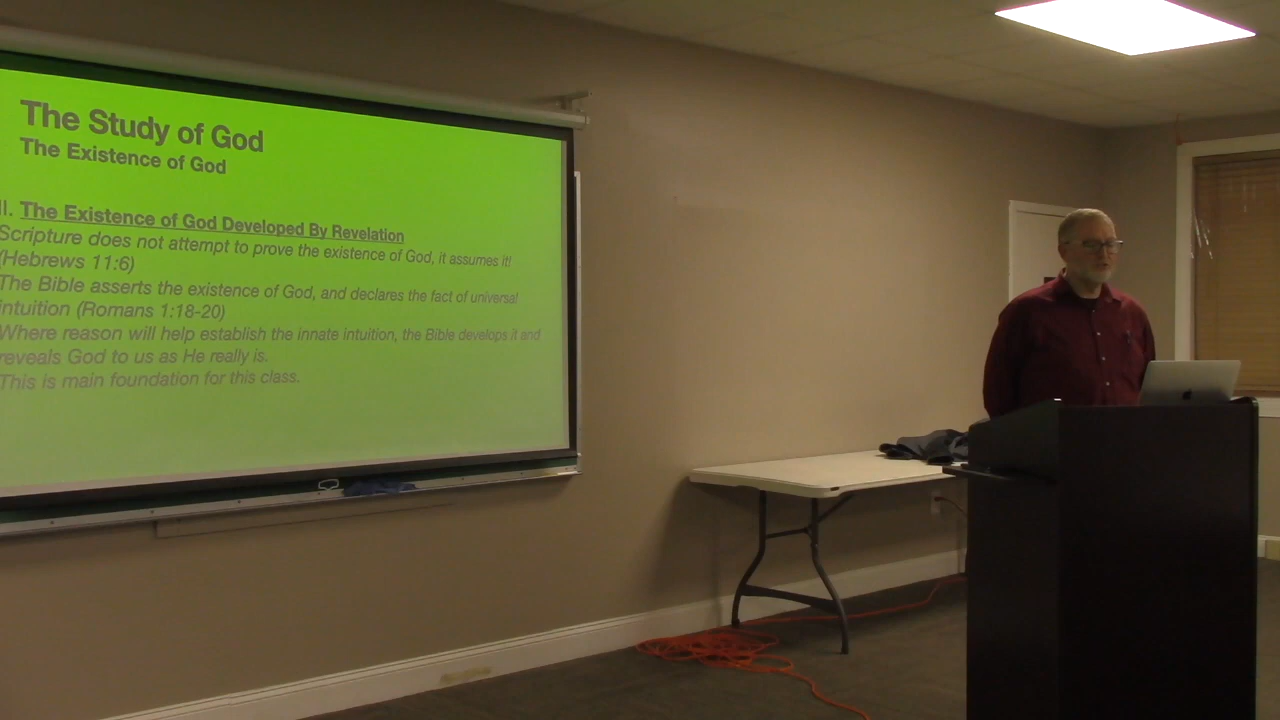 The Study of God
The Existence of God
II. The Existence of God Developed By Revelation
Scripture does not attempt to prove the existence of God, it assumes it!
(Hebrews 11:6)
The Bible asserts the existence of God, and declares the fact of universal
intuition (Romans 1:18-20)
Where reason will help establish the innate intuition, the Bible develops it and
reveals God to us as He really is.
This is main foundation for this class.